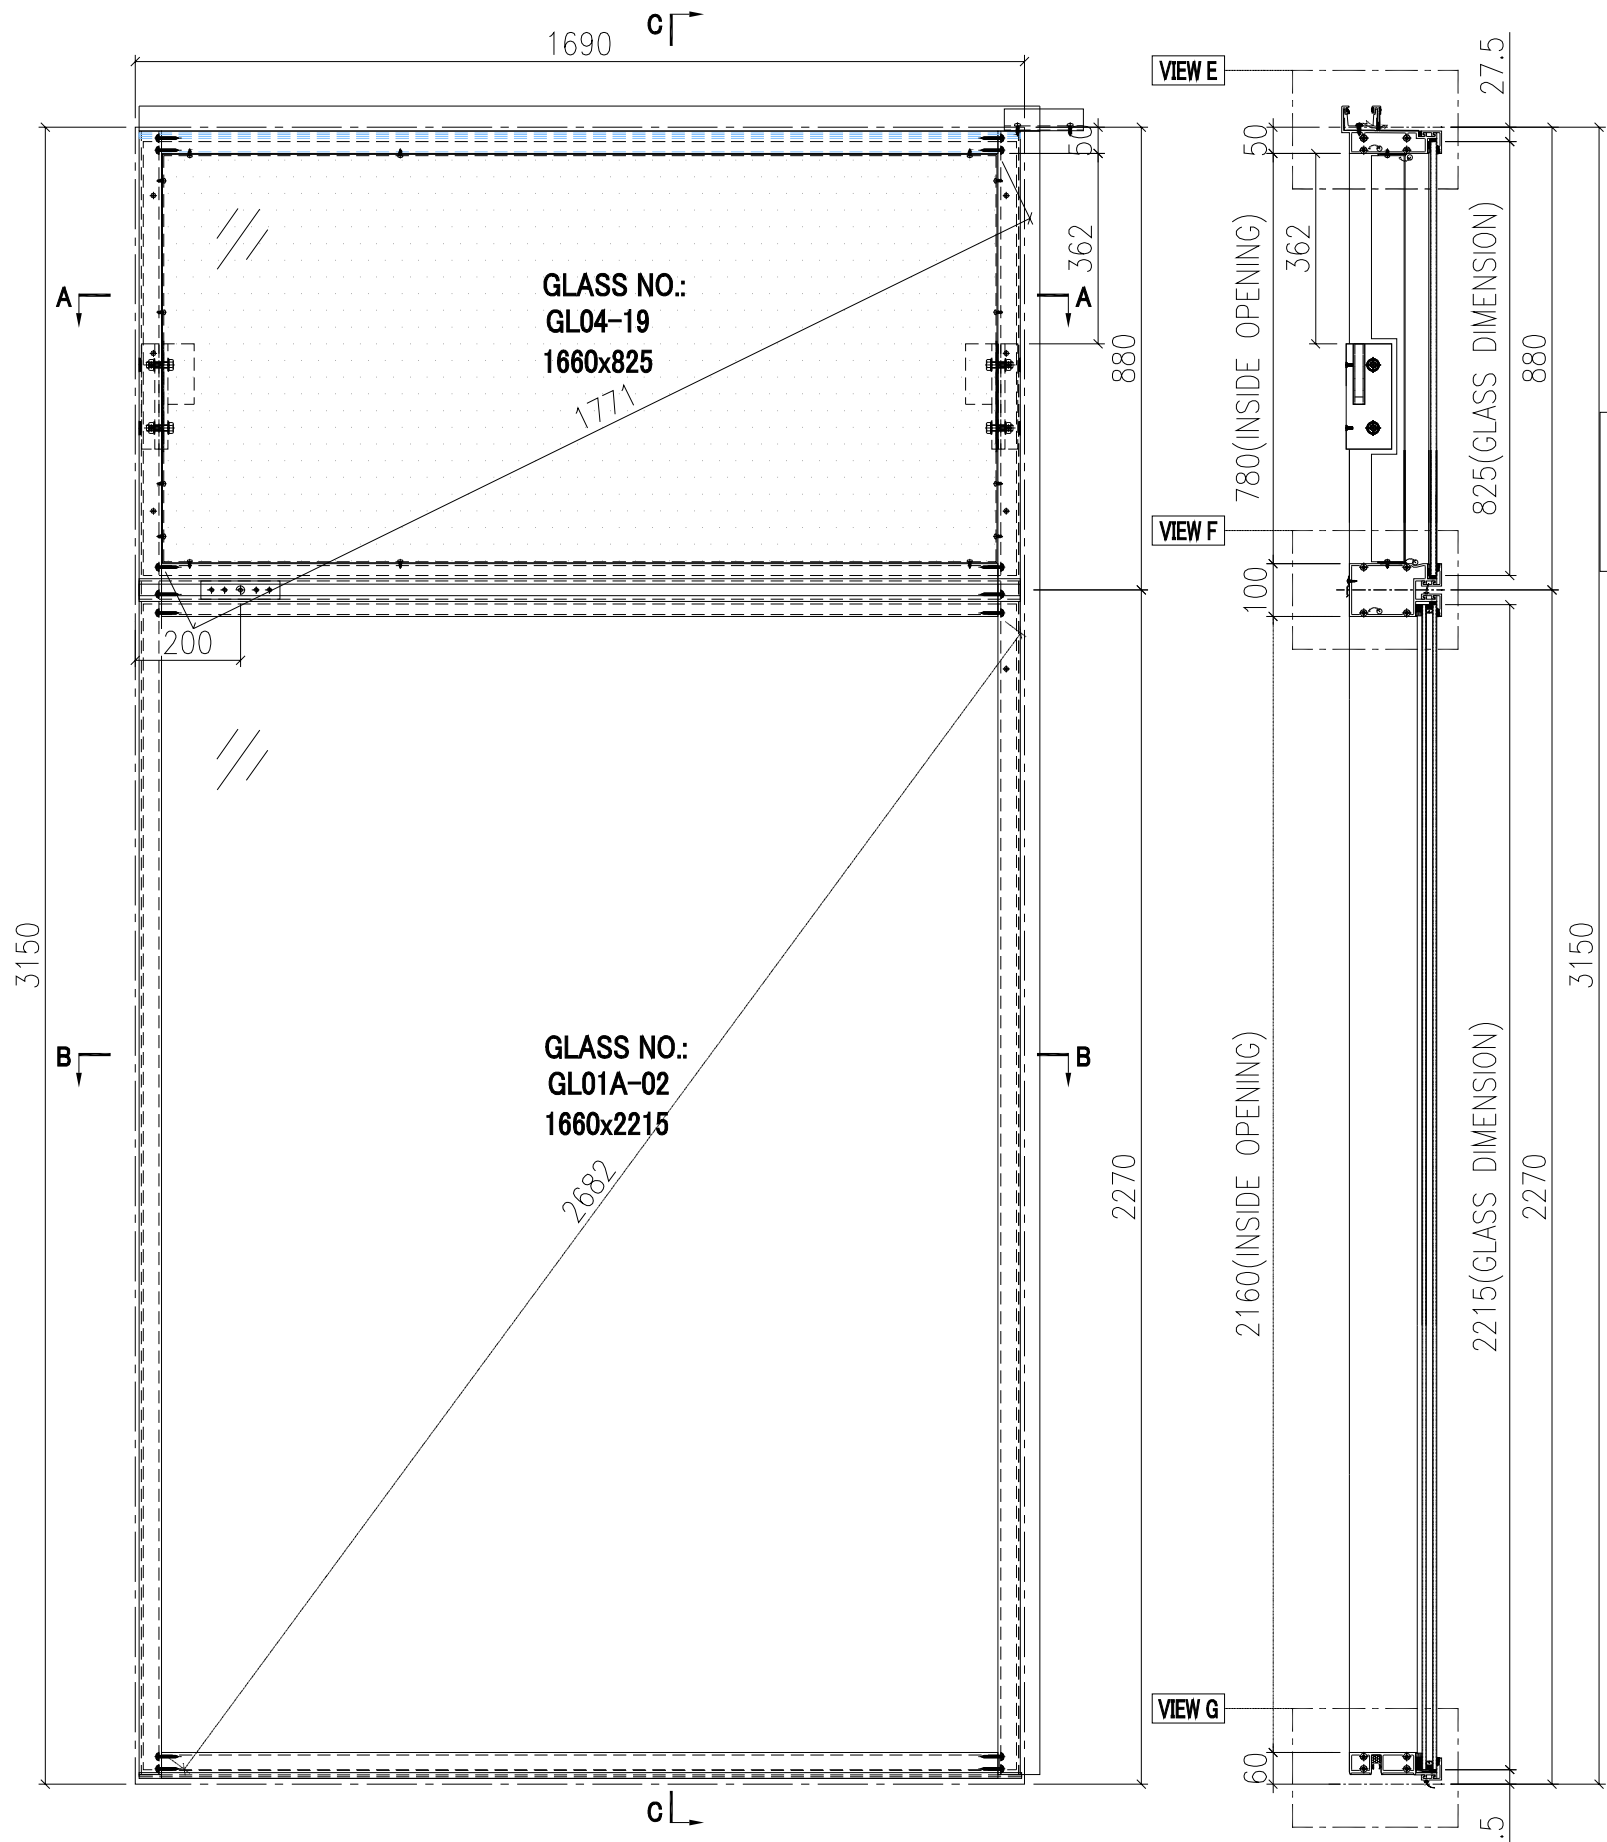 C
1690
VIEW E
27.5
50
50
362
362
A
A
GLASS NO.:
GL04-19
1660x825
1771
880
880
780(INSIDE OPENING)
825(GLASS DIMENSION)
VIEW F
100
200
3150
3150
B
B
GLASS NO.:
GL01A-02
1660x2215
2682
2270
2270
2160(INSIDE OPENING)
2215(GLASS DIMENSION)
VIEW G
60
C
.5